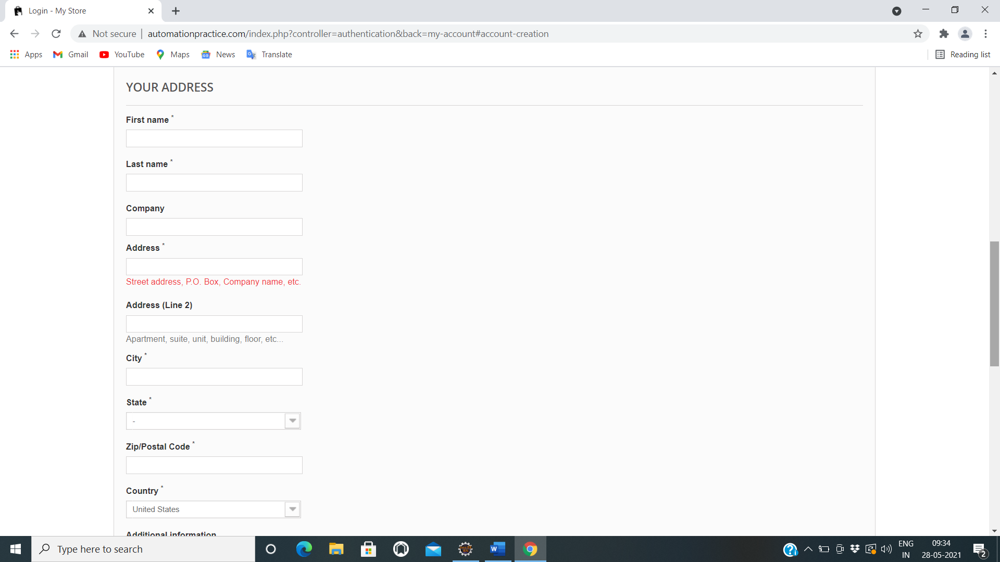 Login - My Store
Not secure
automationpractice.com/index.php?controller=authentication&back=my-account#account-creation
Apps
Gmail
YouTube
Maps
News
Translate
Reading list
YOUR ADDRESS
First name *
Last name *
Company
Address *
Street address, P.O. Box, Company name, etc.
Address (Line 2)
Apartment, suite, unit, building, floor, etc...
City *
State *
-
Zip/Postal Code *
Country *
United States
Additional information
Type here to search
ENG
IN
09:34
28-05-2021
2